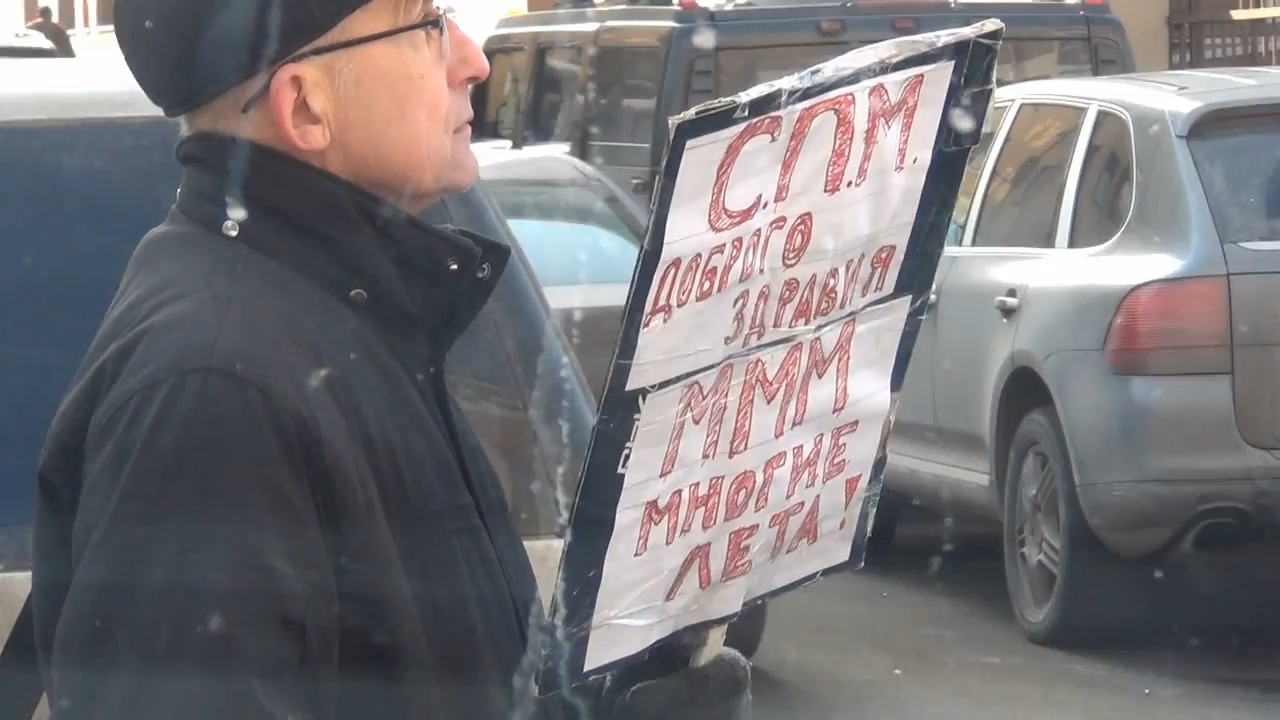 С.П.М.
ДОБРОГО
ЗДРАВИЯ
МММ
МНОГИЕ
ЛЕТА!